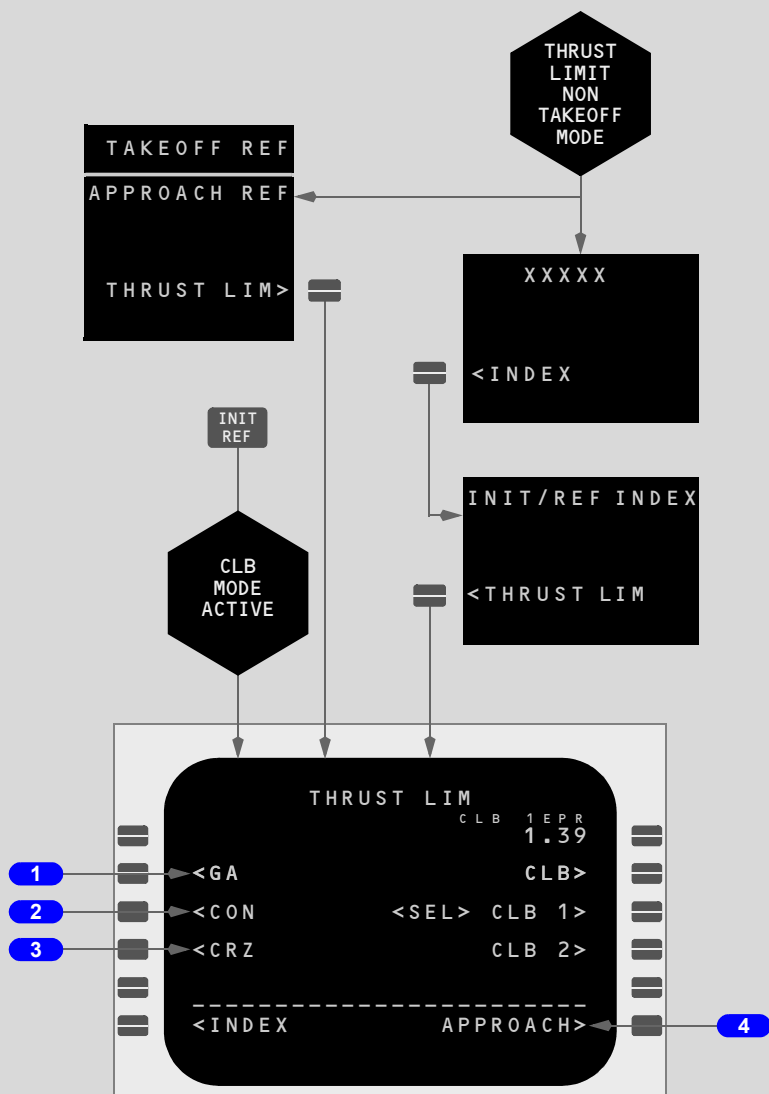 THRUST
LIMIT
NON
TAKEOFF
MODE
TAKEOFF REF
APPROACH REF
THRUST LIM>
XXXXX
<INDEX
INIT
REF
INIT/REF INDEX
<THRUST LIM
CLB
MODE
ACTIVE
THRUST LIM
CLB 1EPR
1.39
1
<GA CLB>
2
<CON <SEL> CLB 1>
3
<CRZ CLB 2>
------------------------
<INDEX APPROACH>
4